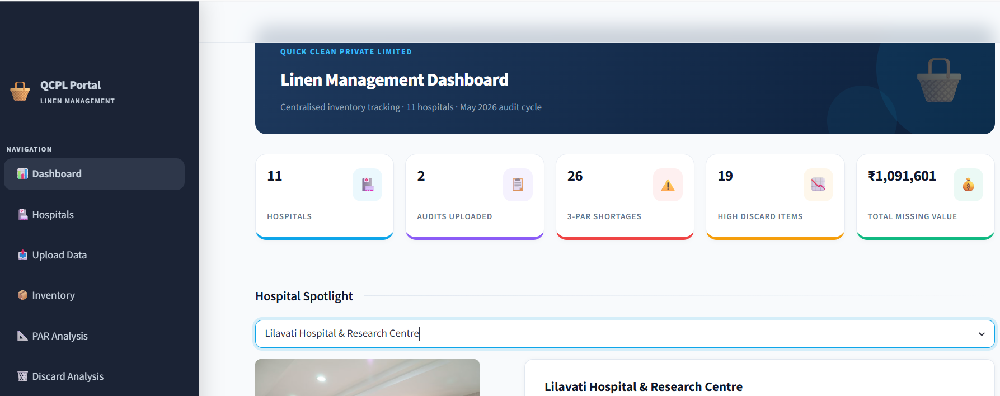 QCPL Portal
LINEN MANAGEMENT
NAVIGATION
Dashboard
Hospitals
Upload Data
Inventory
PAR Analysis
Discard Analysis
QUICK CLEAN PRIVATE LIMITED
Linen Management Dashboard
Centralised inventory tracking · 11 hospitals · May 2026 audit cycle
11
HOSPITALS
2
AUDITS UPLOADED
26
3-PAR SHORTAGES
19
HIGH DISCARD ITEMS
₹1,091,601
TOTAL MISSING VALUE
Hospital Spotlight
Lilavati Hospital & Research Centre
Lilavati Hospital & Research Centre